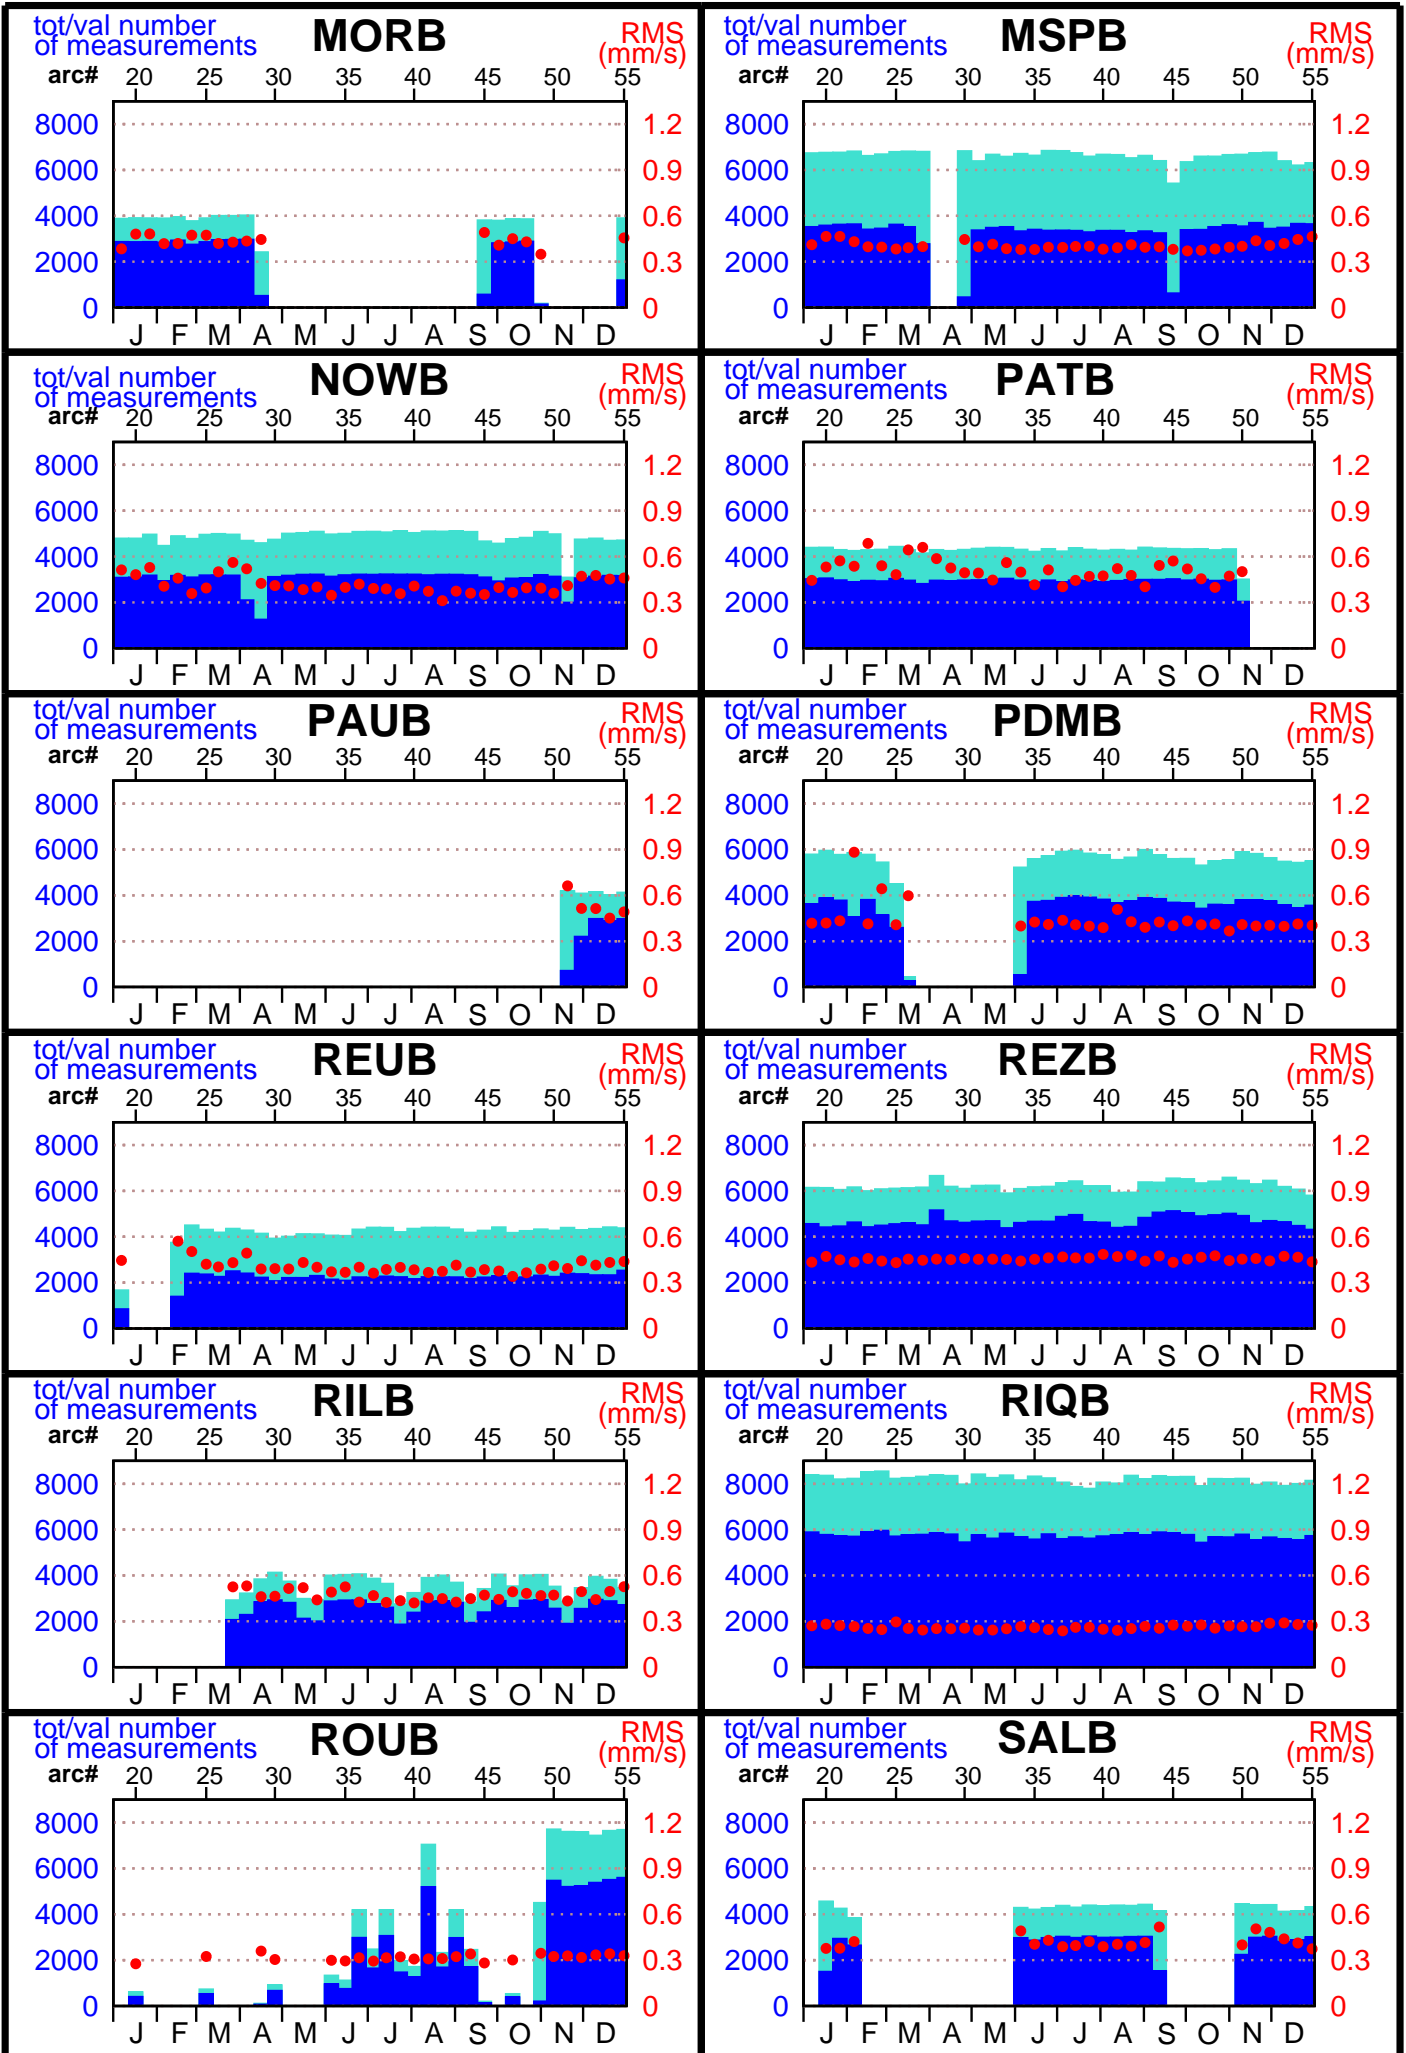 tot/val number
of measurements
MORB
RMS
(mm/s)
arc# 20 25 30 35 40 45 50 55
8000 1.2
6000 0.9
4000 0.6
2000 0.3
0 0
J F M A M J J A S O N D
tot/val number
of measurements
MSPB
RMS
(mm/s)
arc# 20 25 30 35 40 45 50 55
8000 1.2
6000 0.9
4000 0.6
2000 0.3
0 0
J F M A M J J A S O N D
tot/val number
of measurements
NOWB
RMS
(mm/s)
arc# 20 25 30 35 40 45 50 55
8000 1.2
6000 0.9
4000 0.6
2000 0.3
0 0
J F M A M J J A S O N D
tot/val number
of measurements
PATB
RMS
(mm/s)
arc# 20 25 30 35 40 45 50 55
8000 1.2
6000 0.9
4000 0.6
2000 0.3
0 0
J F M A M J J A S O N D
tot/val number
of measurements
PAUB
RMS
(mm/s)
arc# 20 25 30 35 40 45 50 55
8000 1.2
6000 0.9
4000 0.6
2000 0.3
0 0
J F M A M J J A S O N D
tot/val number
of measurements
PDMB
RMS
(mm/s)
arc# 20 25 30 35 40 45 50 55
8000 1.2
6000 0.9
4000 0.6
2000 0.3
0 0
J F M A M J J A S O N D
tot/val number
of measurements
REUB
RMS
(mm/s)
arc# 20 25 30 35 40 45 50 55
8000 1.2
6000 0.9
4000 0.6
2000 0.3
0 0
J F M A M J J A S O N D
tot/val number
of measurements
REZB
RMS
(mm/s)
arc# 20 25 30 35 40 45 50 55
8000 1.2
6000 0.9
4000 0.6
2000 0.3
0 0
J F M A M J J A S O N D
tot/val number
of measurements
RILB
RMS
(mm/s)
arc# 20 25 30 35 40 45 50 55
8000 1.2
6000 0.9
4000 0.6
2000 0.3
0 0
J F M A M J J A S O N D
tot/val number
of measurements
RIQB
RMS
(mm/s)
arc# 20 25 30 35 40 45 50 55
8000 1.2
6000 0.9
4000 0.6
2000 0.3
0 0
J F M A M J J A S O N D
tot/val number
of measurements
ROUB
RMS
(mm/s)
arc# 20 25 30 35 40 45 50 55
8000 1.2
6000 0.9
4000 0.6
2000 0.3
0 0
J F M A M J J A S O N D
tot/val number
of measurements
SALB
RMS
(mm/s)
arc# 20 25 30 35 40 45 50 55
8000 1.2
6000 0.9
4000 0.6
2000 0.3
0 0
J F M A M J J A S O N D